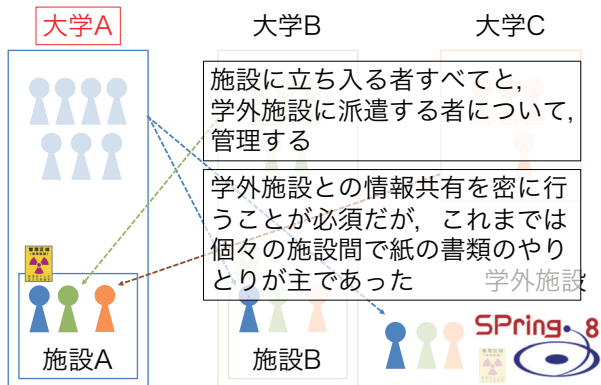 大学A
大学B
大学C
施設に立ち入る者すべてと,
学外施設に派遣する者について,
管理する
学外施設との情報共有を密に行
うことが必須だが，これまでは
個々の施設間で紙の書類のやり
とりが主であった
学外施設
管理区域
SPring・8
施設A
施設B